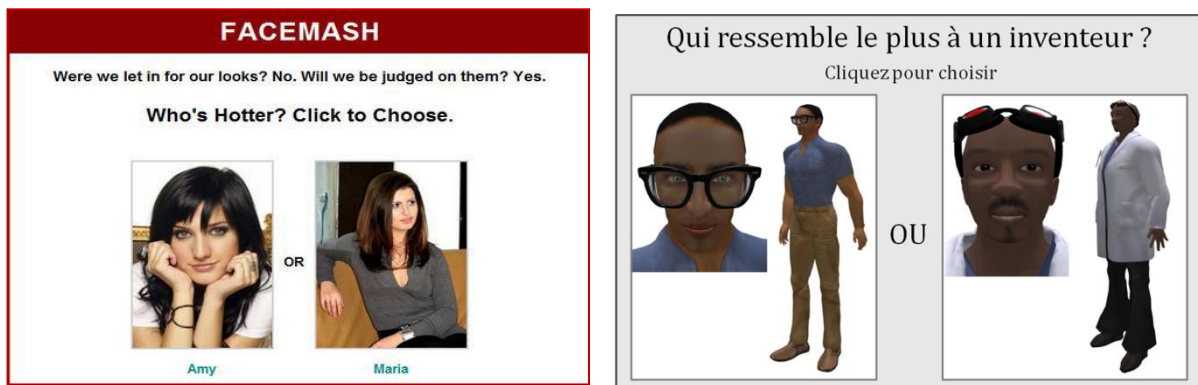 FACEMASH
Were we let in for our looks? No. Will we be judged on them? Yes.
Who's Hotter? Click to Choose.
OR
Amy
Maria
Qui ressemble le plus à un inventeur ?
Cliquez pour choisir
OU